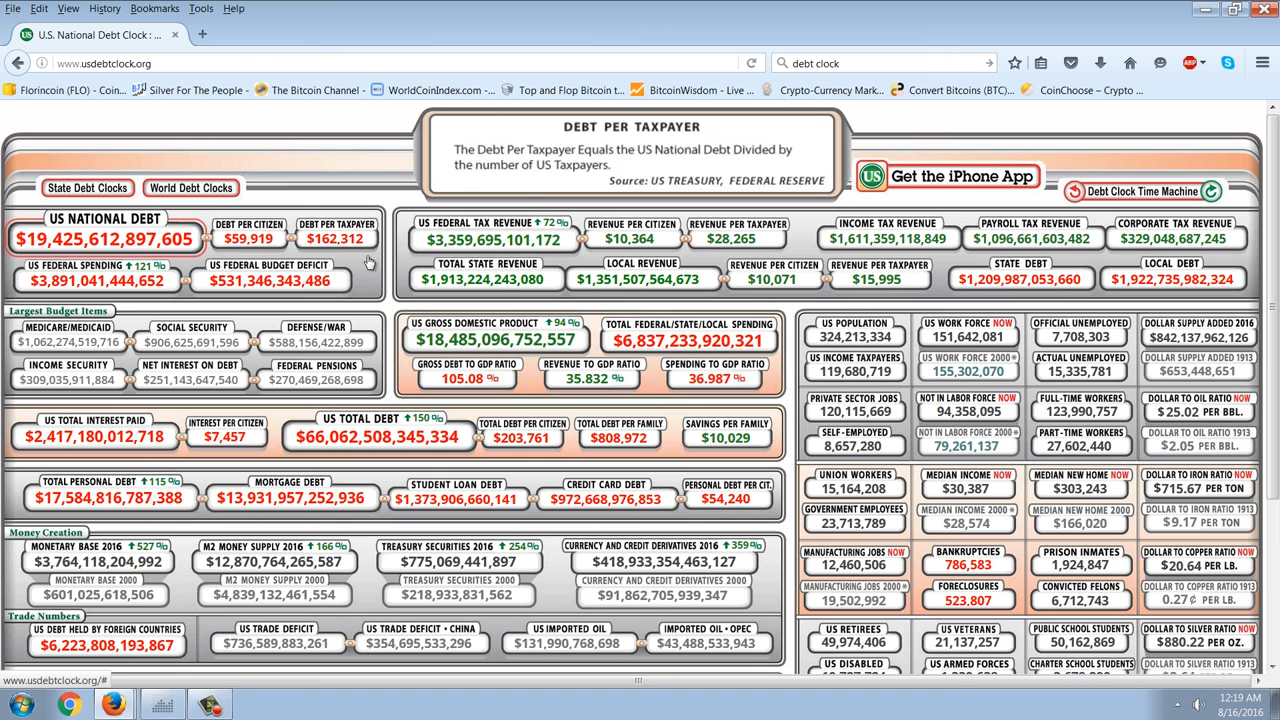 File Edit View History Bookmarks Tools Help
U.S. National Debt Clock : ...
www.usdebtclock.org
debt clock
ABP
Florincoin (FLO) - Coin... Silver For The People - The Bitcoin Channel - WorldCoinIndex.com -... Top and Flop Bitcoin t... BitcoinWisdom - Live ... Crypto-Currency Mark... Convert Bitcoins (BTC)... CoinChoose – Crypto ...
DEBT PER TAXPAYER
The Debt Per Taxpayer Equals the US National Debt Divided by
the number of US Taxpayers.
Source: US TREASURY, FEDERAL RESERVE
State Debt Clocks World Debt Clocks
US Get the iPhone App
Debt Clock Time Machine
US NATIONAL DEBT DEBT PER CITIZEN DEBT PER TAXPAYER
$19,425,612,897,605 $59,919 $162,312
US FEDERAL SPENDING 121 % US FEDERAL BUDGET DEFICIT
$3,891,041,444,652 $531,346,343,486
US FEDERAL TAX REVENUE 72 % REVENUE PER CITIZEN REVENUE PER TAXPAYER INCOME TAX REVENUE PAYROLL TAX REVENUE CORPORATE TAX REVENUE
$3,359,695,101,172 $10,364 $28,265 $1,611,359,118,849 $1,096,661,603,482 $329,048,687,245
TOTAL STATE REVENUE LOCAL REVENUE REVENUE PER CITIZEN REVENUE PER TAXPAYER STATE DEBT LOCAL DEBT
$1,913,224,243,080 $1,351,507,564,673 $10,071 $15,995 $1,209,987,053,660 $1,922,735,982,324
Largest Budget Items
MEDICARE/MEDICAID SOCIAL SECURITY DEFENSE/WAR
$1,062,274,519,716 $906,625,691,596 $588,156,422,899
INCOME SECURITY NET INTEREST ON DEBT FEDERAL PENSIONS
$309,035,911,884 $251,143,647,540 $270,469,268,698
US GROSS DOMESTIC PRODUCT 94 % TOTAL FEDERAL/STATE/LOCAL SPENDING
$18,485,096,752,557 $6,837,233,920,321
GROSS DEBT TO GDP RATIO REVENUE TO GDP RATIO SPENDING TO GDP RATIO
105.08 % 35.832 % 36.987 %
US TOTAL INTEREST PAID INTEREST PER CITIZEN US TOTAL DEBT 150 % TOTAL DEBT PER CITIZEN TOTAL DEBT PER FAMILY SAVINGS PER FAMILY
$2,417,180,012,718 $7,457 $66,062,508,345,334 $203,761 $808,972 $10,029
TOTAL PERSONAL DEBT 115 % MORTGAGE DEBT STUDENT LOAN DEBT CREDIT CARD DEBT PERSONAL DEBT PER CIT.
$17,584,816,787,388 $13,931,957,252,936 $1,373,906,660,141 $972,668,976,853 $54,240
Money Creation
MONETARY BASE 2016 527 % M2 MONEY SUPPLY 2016 166 % TREASURY SECURITIES 2016 254 % CURRENCY AND CREDIT DERIVATIVES 2016 359 %
$3,764,118,204,992 $12,870,764,265,587 $775,069,441,897 $418,933,354,463,127
MONETARY BASE 2000 M2 MONEY SUPPLY 2000 TREASURY SECURITIES 2000 CURRENCY AND CREDIT DERIVATIVES 2000
$601,025,618,506 $4,839,132,461,554 $218,933,831,562 $91,862,705,939,347
Trade Numbers
US DEBT HELD BY FOREIGN COUNTRIES US TRADE DEFICIT US TRADE DEFICIT • CHINA US IMPORTED OIL IMPORTED OIL • OPEC
$6,223,808,193,867 $736,589,883,261 $354,695,533,296 $131,990,768,698 $43,488,533,943
US POPULATION US WORK FORCE NOW OFFICIAL UNEMPLOYED DOLLAR SUPPLY ADDED 2016
324,213,334 151,642,081 7,708,303 $842,137,962,126
US INCOME TAXPAYERS US WORK FORCE 2000* ACTUAL UNEMPLOYED DOLLAR SUPPLY ADDED 1913
119,680,719 155,302,070 15,335,781 $653,448,651
PRIVATE SECTOR JOBS NOT IN LABOR FORCE NOW FULL-TIME WORKERS DOLLAR TO OIL RATIO NOW
120,115,669 94,358,095 123,990,757 $25.02 PER BBL.
SELF-EMPLOYED NOT IN LABOR FORCE 2000* PART-TIME WORKERS DOLLAR TO OIL RATIO 2000
8,657,280 79,261,137 27,602,440 $2.05 PER BBL.
UNION WORKERS MEDIAN INCOME NOW MEDIAN NEW HOME NOW DOLLAR TO IRON RATIO NOW
15,164,208 $30,387 $303,243 $715.67 PER TON
GOVERNMENT EMPLOYEES MEDIAN INCOME 2000* MEDIAN NEW HOME 2000 DOLLAR TO IRON RATIO 2000
23,713,789 $28,574 $166,020 $9.17 PER TON
MANUFACTURING JOBS NOW BANKRUPTCIES PRISON INMATES DOLLAR TO COPPER RATIO NOW
12,460,506 786,583 1,924,847 $20.64 PER LB.
MANUFACTURING JOBS 2000* FORECLOSURES CONVICTED FELONS DOLLAR TO COPPER RATIO 1913
19,502,992 523,807 6,712,743 0.27¢ PER LB.
US RETIREES US VETERANS PUBLIC SCHOOL STUDENTS DOLLAR TO SILVER RATIO NOW
49,974,406 21,137,257 50,162,869 $880.22 PER OZ.
US DISABLED US ARMED FORCES CHARTER SCHOOL STUDENTS DOLLAR TO SILVER RATIO 1913
www.usdebtclock.org/#
12:19 AM
8/16/2016